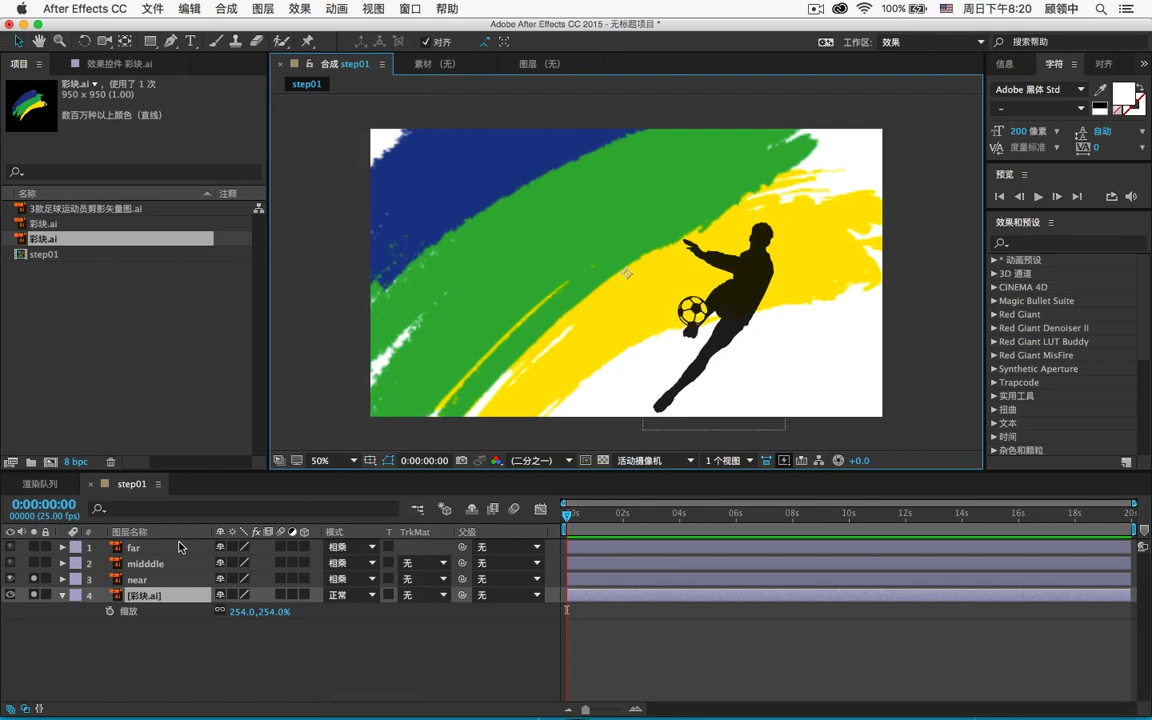 After Effects CC 文件 编辑 合成 图层 效果 动画 视图 窗口 帮助 100% 周日下午8:20 顾领中
Adobe After Effects CC 2015 - 无标题项目 *
对齐 工作区: 效果 搜索帮助
项目 效果控件 彩块.ai 合成 step01 素材 (无) 图层 (无) 信息 字符 对齐
step01
彩块.ai ,使用了 1 次
950 x 950 (1.00)
数百万种以上颜色 (直线)
Adobe 黑体 Std
-
200 像素 自动
度量标准 0
预览
名称 注释
3款足球运动员剪影矢量图.ai
彩块.ai
彩块.ai
step01
效果和预设
* 动画预设
3D 通道
CINEMA 4D
Magic Bullet Suite
Red Giant
Red Giant Denoiser II
Red Giant LUT Buddy
Red Giant MisFire
Synthetic Aperture
Trapcode
实用工具
扭曲
文本
时间
杂色和颗粒
8 bpc
50% 0:00:00:00 (二分之一) 活动摄像机 1 个视图 +0.0
渲染队列 step01
0:00:00:00
00000 (25.00 fps)
# 图层名称 fx 模式 T TrkMat 父级
02s 04s 06s 08s 10s 12s 14s 16s 18s 20s
1 far 相乘 无
2 midddle 相乘 无 无
3 near 相乘 无 无
4 [彩块.ai] 正常 无 无
缩放 254.0,254.0%